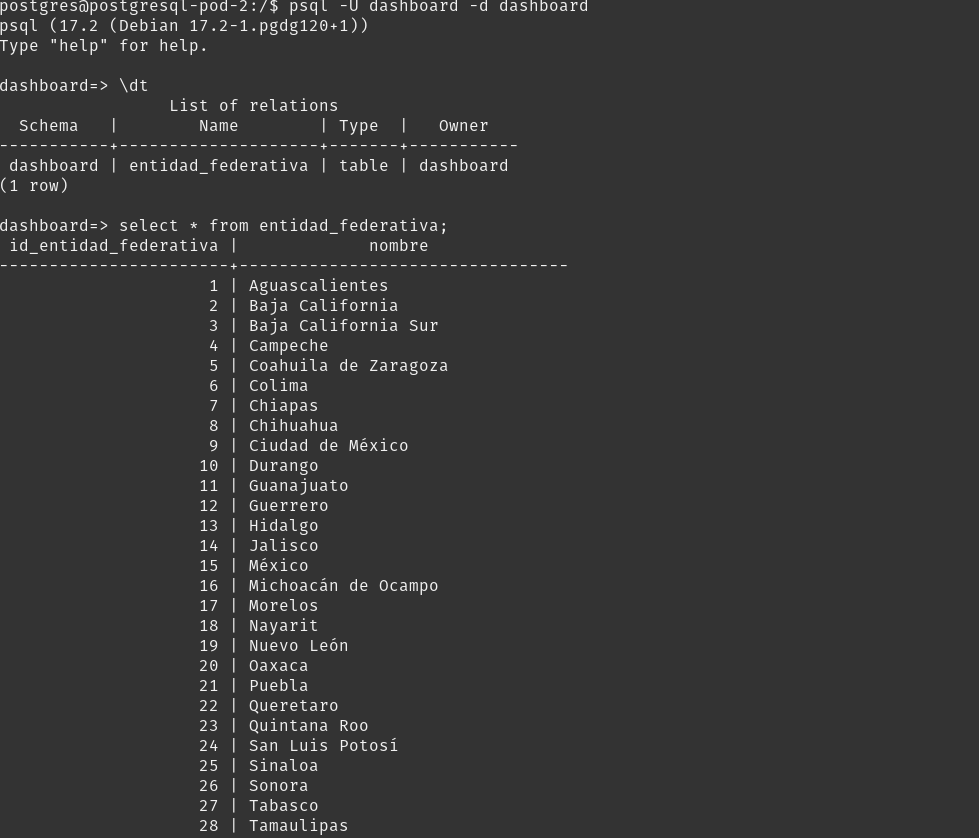 postgres@postgresql-pod-2:/$ psql -U dashboard -d dashboard
psql (17.2 (Debian 17.2-1.pgdg120+1))
Type "help" for help.
dashboard=> \dt
List of relations
Schema | Name | Type | Owner
-----------+--------------------+-------+-----------
dashboard | entidad_federativa | table | dashboard
(1 row)
dashboard=> select * from entidad_federativa;
id_entidad_federativa | nombre
-----------------------+---------------------------------
1 | Aguascalientes
2 | Baja California
3 | Baja California Sur
4 | Campeche
5 | Coahuila de Zaragoza
6 | Colima
7 | Chiapas
8 | Chihuahua
9 | Ciudad de México
10 | Durango
11 | Guanajuato
12 | Guerrero
13 | Hidalgo
14 | Jalisco
15 | México
16 | Michoacán de Ocampo
17 | Morelos
18 | Nayarit
19 | Nuevo León
20 | Oaxaca
21 | Puebla
22 | Queretaro
23 | Quintana Roo
24 | San Luis Potosí
25 | Sinaloa
26 | Sonora
27 | Tabasco
28 | Tamaulipas